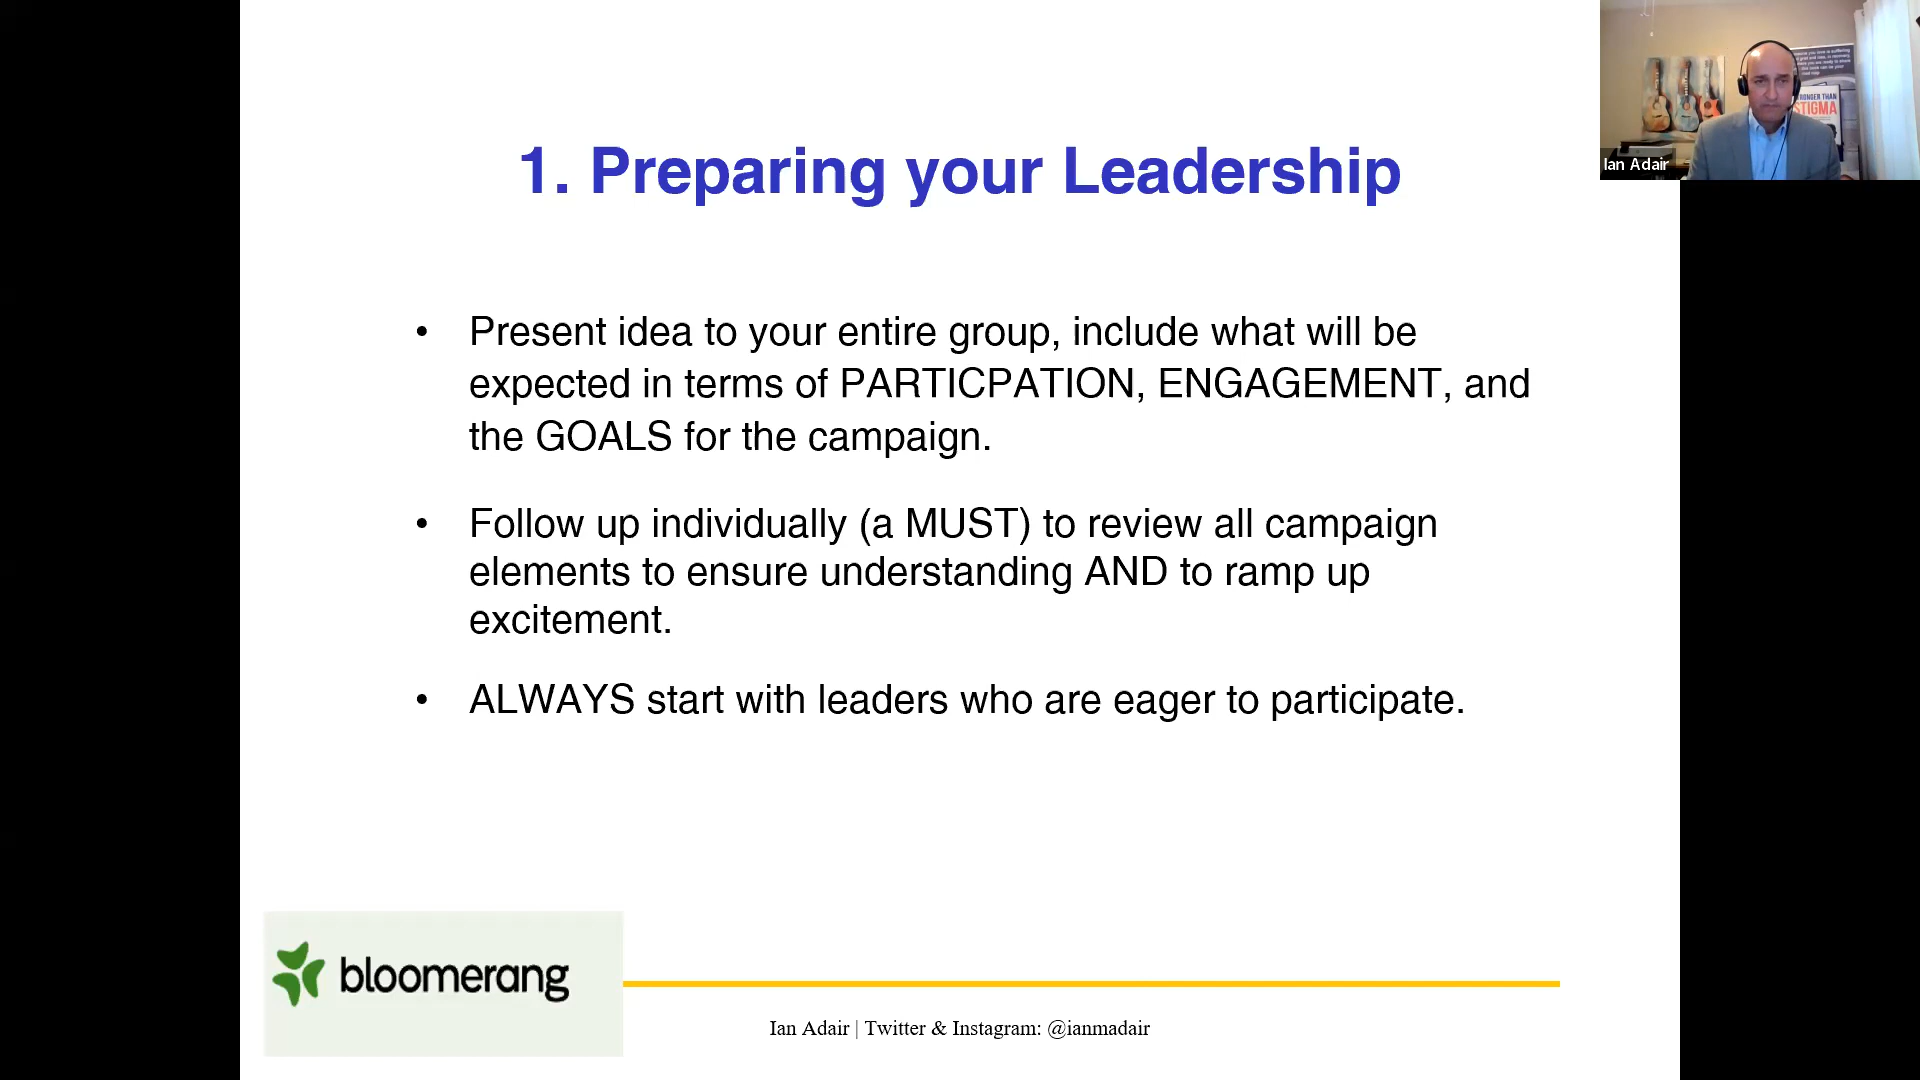 1. Preparing your Leadership
• Present idea to your entire group, include what will be
expected in terms of PARTICPATION, ENGAGEMENT, and
the GOALS for the campaign.
• Follow up individually (a MUST) to review all campaign
elements to ensure understanding AND to ramp up
excitement.
• ALWAYS start with leaders who are eager to participate.
bloomerang
Ian Adair | Twitter & Instagram: @ianmadair
Ian Adair
STIGMA